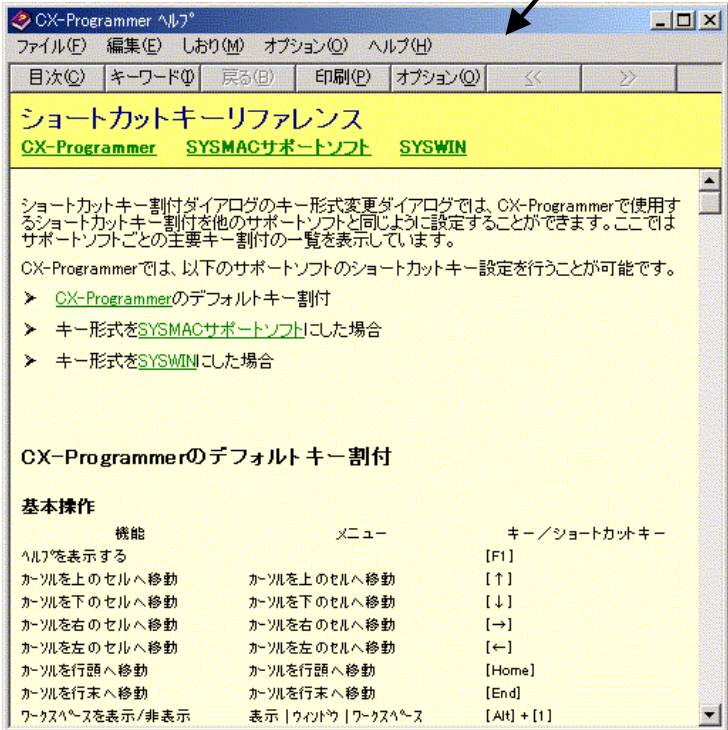 CX-Programmer ﾍﾙﾌﾟ
ファイル(F) 編集(E) しおり(M) オプション(O) ヘルプ(H)
目次(C) キーワード(I) 戻る(B) 印刷(P) オプション(O) << >>
ショートカットキーリファレンス
CX-Programmer SYSMACサポートソフト SYSWIN
ショートカットキー割付ダイアログのキー形式変更ダイアログでは、CX-Programmerで使用す
るショートカットキー割付を他のサポートソフトと同じように設定することができます。ここでは
サポートソフトごとの主要キー割付の一覧を表示しています。
CX-Programmerでは、以下のサポートソフトのショートカットキー設定を行うことが可能です。
➤ CX-Programmerのデフォルトキー割付
➤ キー形式をSYSMACサポートソフトにした場合
➤ キー形式をSYSWINにした場合
CX-Programmerのデフォルトキー割付
基本操作
機能 メニュー キー／ショートカットキー
ﾍﾙﾌﾟを表示する [F1]
ｶｰｿﾙを上のｾﾙへ移動 ｶｰｿﾙを上のｾﾙへ移動 [↑]
ｶｰｿﾙを下のｾﾙへ移動 ｶｰｿﾙを下のｾﾙへ移動 [↓]
ｶｰｿﾙを右のｾﾙへ移動 ｶｰｿﾙを右のｾﾙへ移動 [→]
ｶｰｿﾙを左のｾﾙへ移動 ｶｰｿﾙを左のｾﾙへ移動 [←]
ｶｰｿﾙを行頭へ移動 ｶｰｿﾙを行頭へ移動 [Home]
ｶｰｿﾙを行末へ移動 ｶｰｿﾙを行末へ移動 [End]
ﾜｰｸｽﾍﾟｰｽを表示/非表示 表示 | ｳｨﾝﾄﾞｳ | ﾜｰｸｽﾍﾟｰｽ [Alt] + [1]